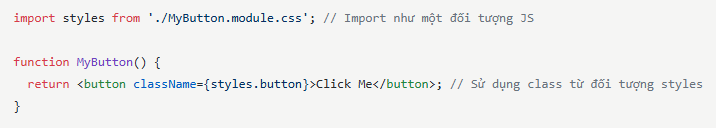 import styles from './MyButton.module.css'; // Import như một đối tượng JS
function MyButton() {
return <button className={styles.button}>Click Me</button>; // Sử dụng class từ đối tượng styles
}